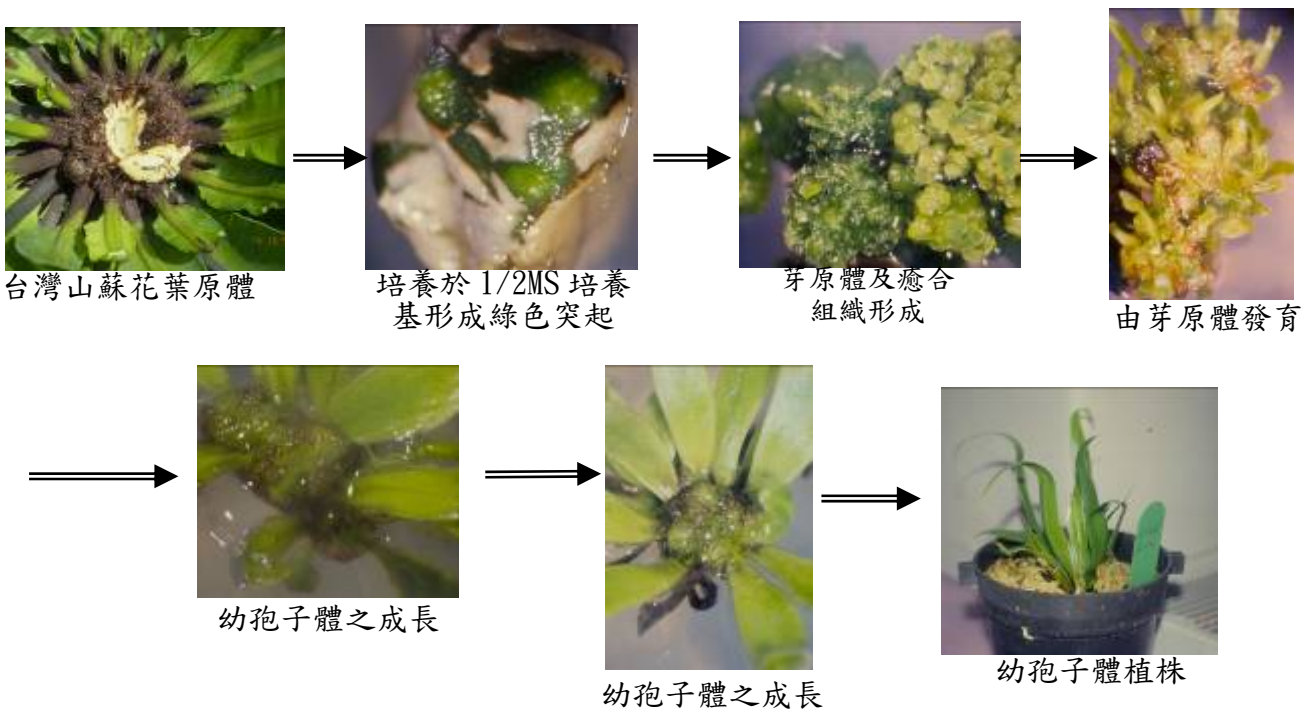 台灣山蘇花葉原體
培養於 1/2MS 培養
基形成綠色突起
芽原體及癒合
組織形成
由芽原體發育
幼孢子體之成長
幼孢子體之成長
幼孢子體植株